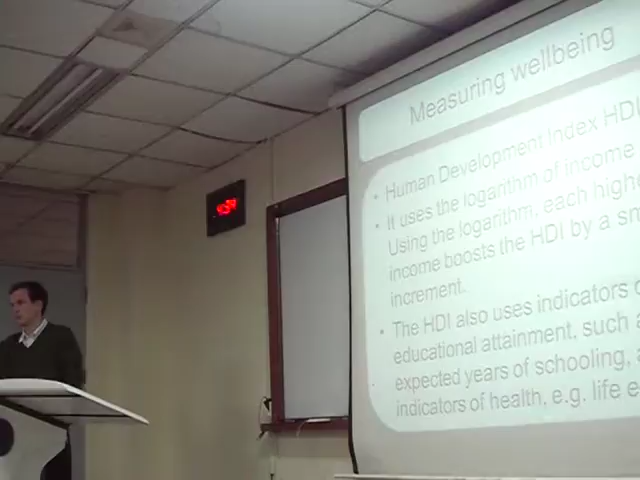 Measuring wellbeing
• Human Development Index HDI
• It uses the logarithm of income
Using the logarithm, each high
income boosts the HDI by a
increment.
• The HDI also uses indicators
educational attainment, such
expected years of schooling,
indicators of health, e.g. life